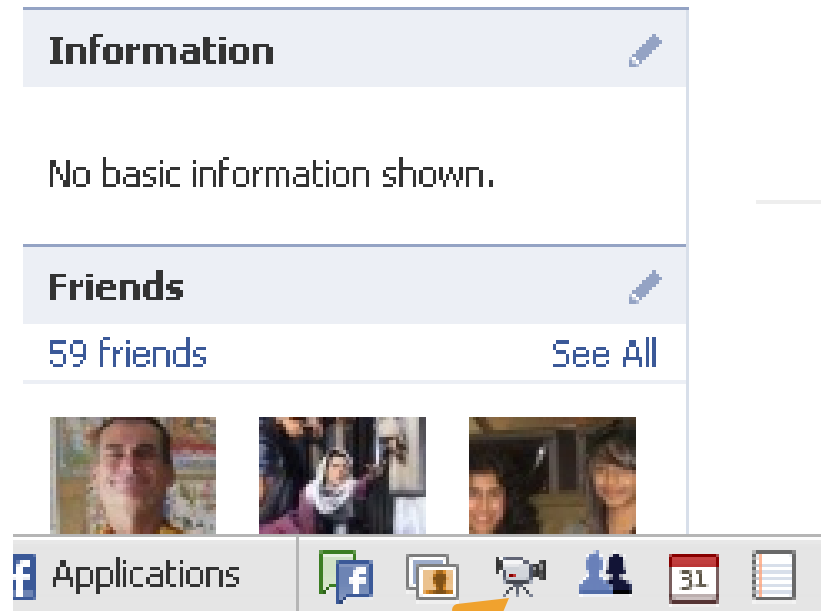 Information
No basic information shown.
Friends
59 friends See All
f Applications f 31